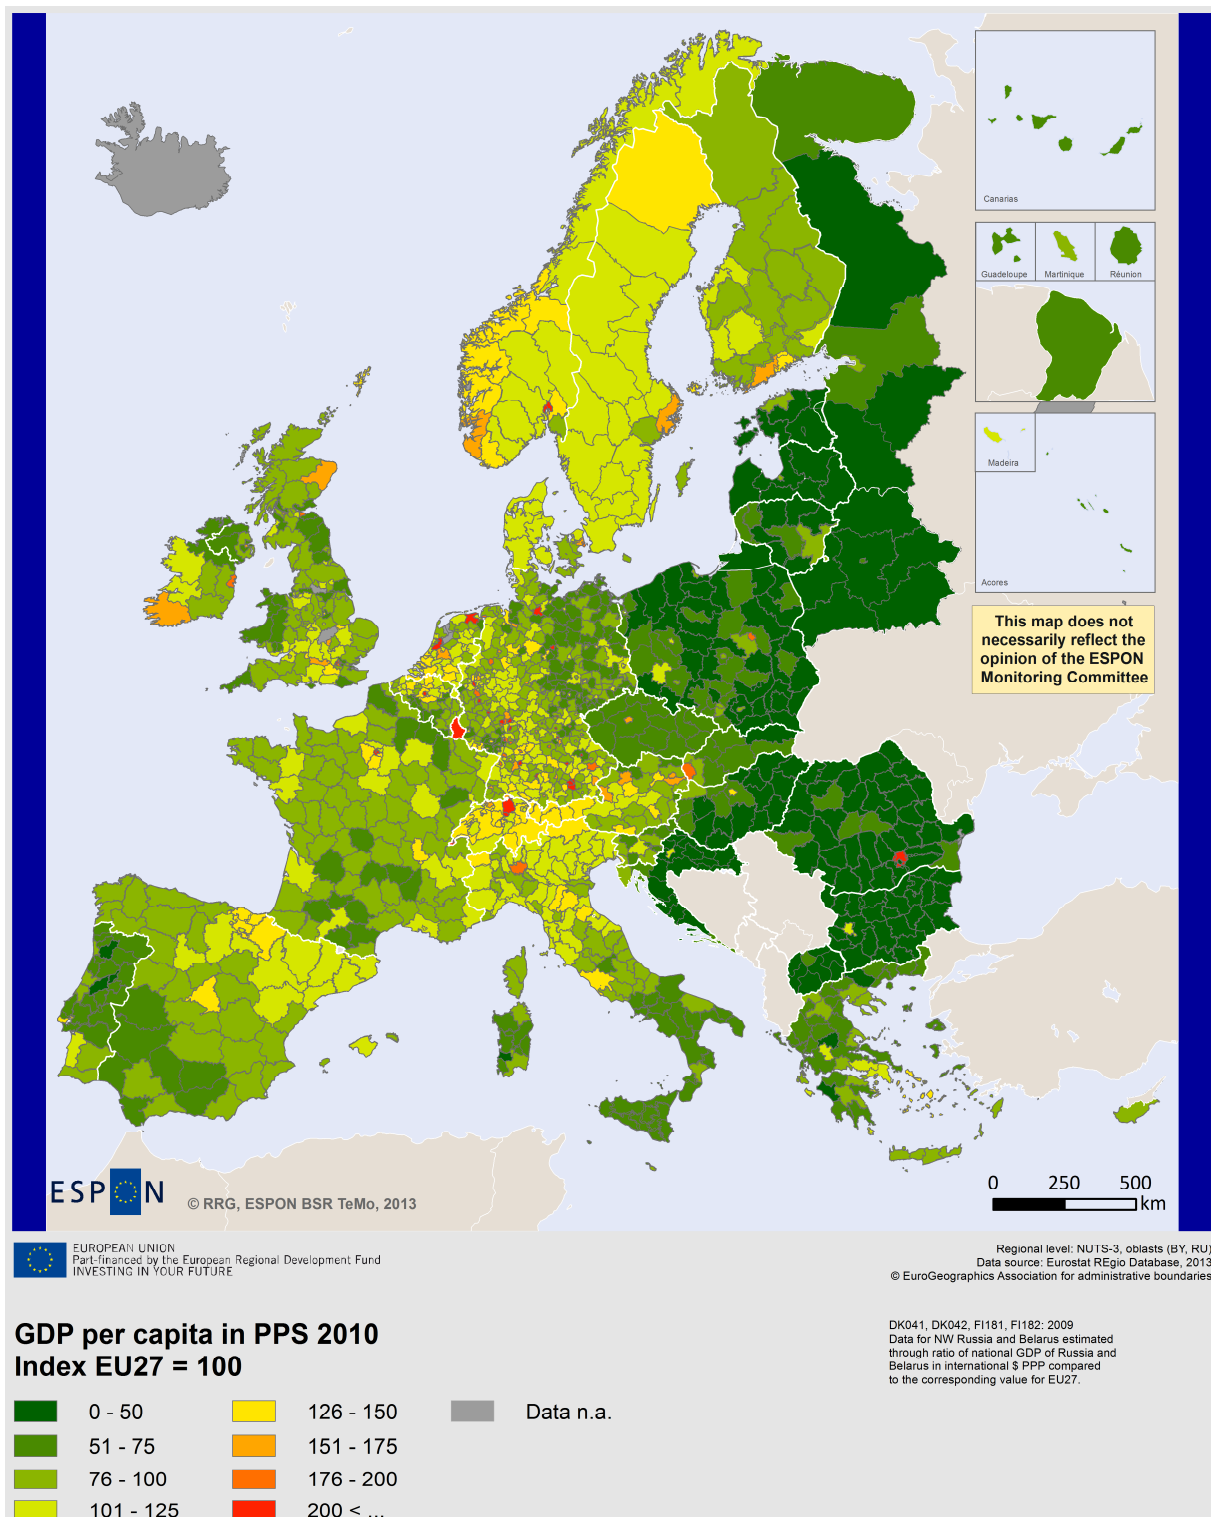 Canarias
Guadeloupe
Martinique
Réunion
Madeira
Acores
This map does not
necessarily reflect the
opinion of the ESPON
Monitoring Committee
ESPON
© RRG, ESPON BSR TeMo, 2013
0 250 500
km
EUROPEAN UNION
Part-financed by the European Regional Development Fund
INVESTING IN YOUR FUTURE
Regional level: NUTS-3, oblasts (BY, RU)
Data source: Eurostat REgio Database, 2013
© EuroGeographics Association for administrative boundaries
GDP per capita in PPS 2010
Index EU27 = 100
DK041, DK042, FI181, FI182: 2009
Data for NW Russia and Belarus estimated
through ratio of national GDP of Russia and
Belarus in international $ PPP compared
to the corresponding value for EU27.
0 - 50
126 - 150
Data n.a.
51 - 75
151 - 175
76 - 100
176 - 200
101 - 125
200 < ...